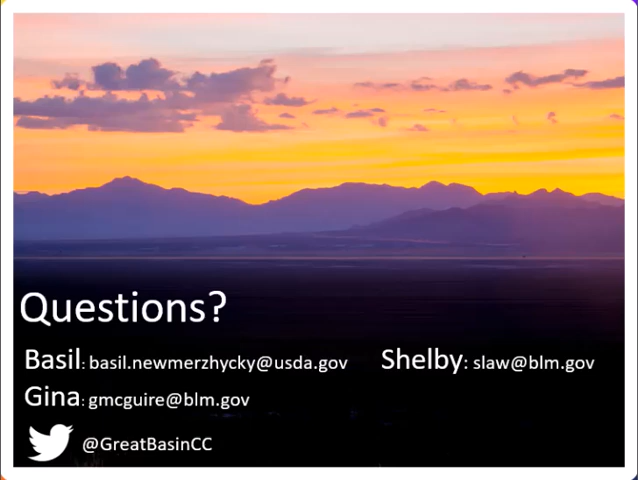 Questions?
Basil: basil.newmerzhycky@usda.gov Shelby: slaw@blm.gov
Gina: gmcguire@blm.gov
@GreatBasinCC